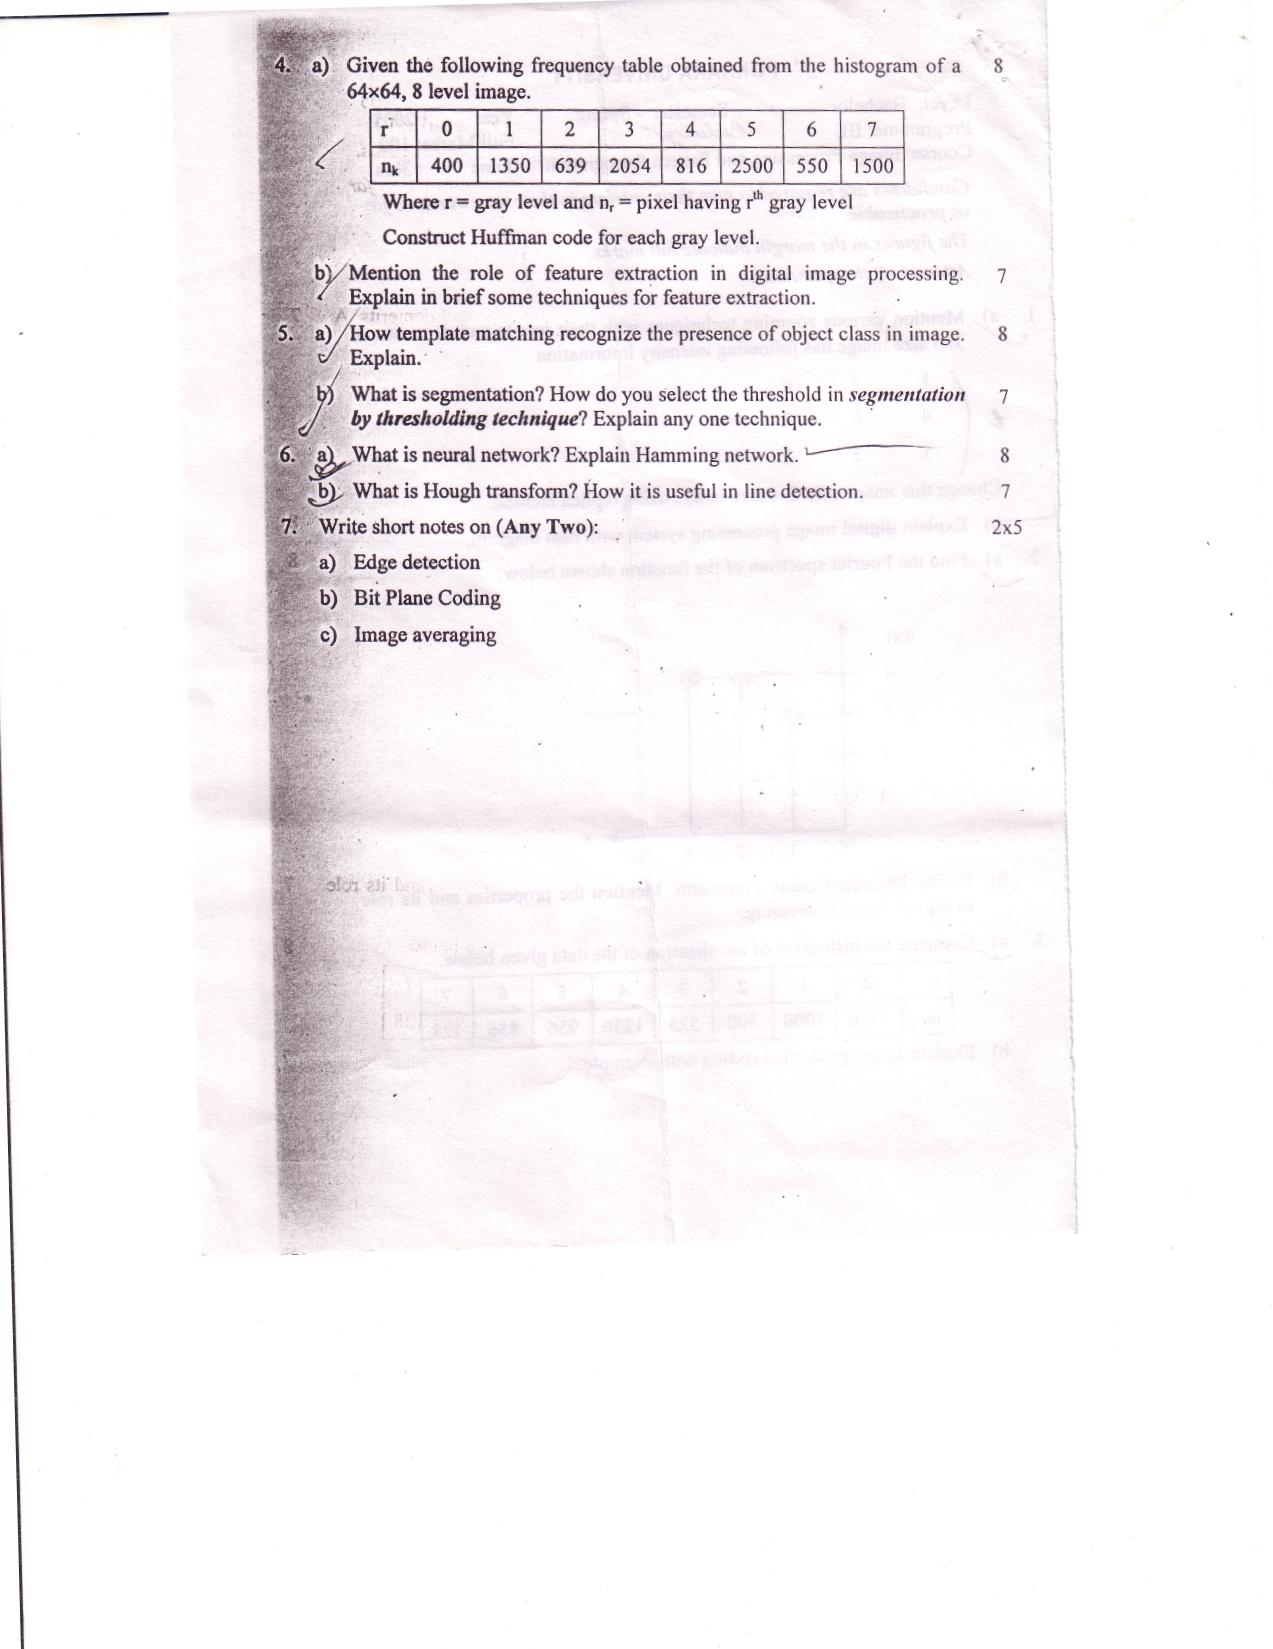 4. a) Given the following frequency table obtained from the histogram of a 8
64×64, 8 level image.
r 0 1 2 3 4 5 6 7
nk 400 1350 639 2054 816 2500 550 1500
Where r = gray level and nr = pixel having rth gray level
Construct Huffman code for each gray level.
b) Mention the role of feature extraction in digital image processing. 7
Explain in brief some techniques for feature extraction.
5. a) How template matching recognize the presence of object class in image. 8
Explain.
b) What is segmentation? How do you select the threshold in segmentation 7
by thresholding technique? Explain any one technique.
6. a) What is neural network? Explain Hamming network. 8
b) What is Hough transform? How it is useful in line detection. 7
7. Write short notes on (Any Two): 2x5
a) Edge detection
b) Bit Plane Coding
c) Image averaging